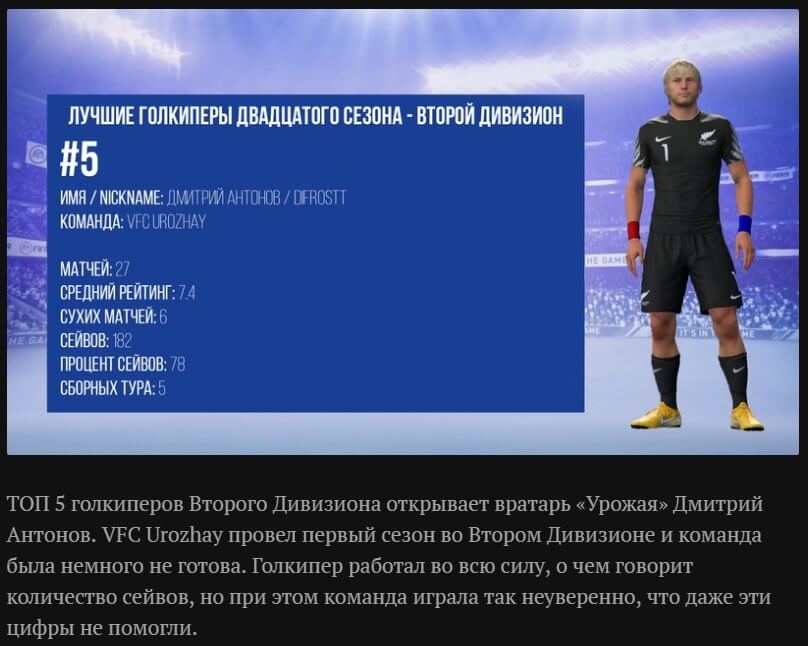 ЛУЧШИЕ ГОЛКИПЕРЫ ДВАДЦАТОГО СЕЗОНА - ВТОРОЙ ДИВИЗИОН
#5
ИМЯ / NICKNAME: ДМИТРИЙ АНТОНОВ / DIFROSTT
КОМАНДА: VFC UROZHAY
МАТЧЕЙ: 27
СРЕДНИЙ РЕЙТИНГ: 7.4
СУХИХ МАТЧЕЙ: 6
СЕЙВОВ: 182
ПРОЦЕНТ СЕЙВОВ: 78
СБОРНЫХ ТУРА: 5
1
HE GAME
IT'S IN T
ТОП 5 голкиперов Второго Дивизиона открывает вратарь «Урожая» Дмитрий
Антонов. VFC Urozhay провел первый сезон во Втором Дивизионе и команда
была немного не готова. Голкипер работал во всю силу, о чем говорит
количество сейвов, но при этом команда играла так неуверенно, что даже эти
цифры не помогли.